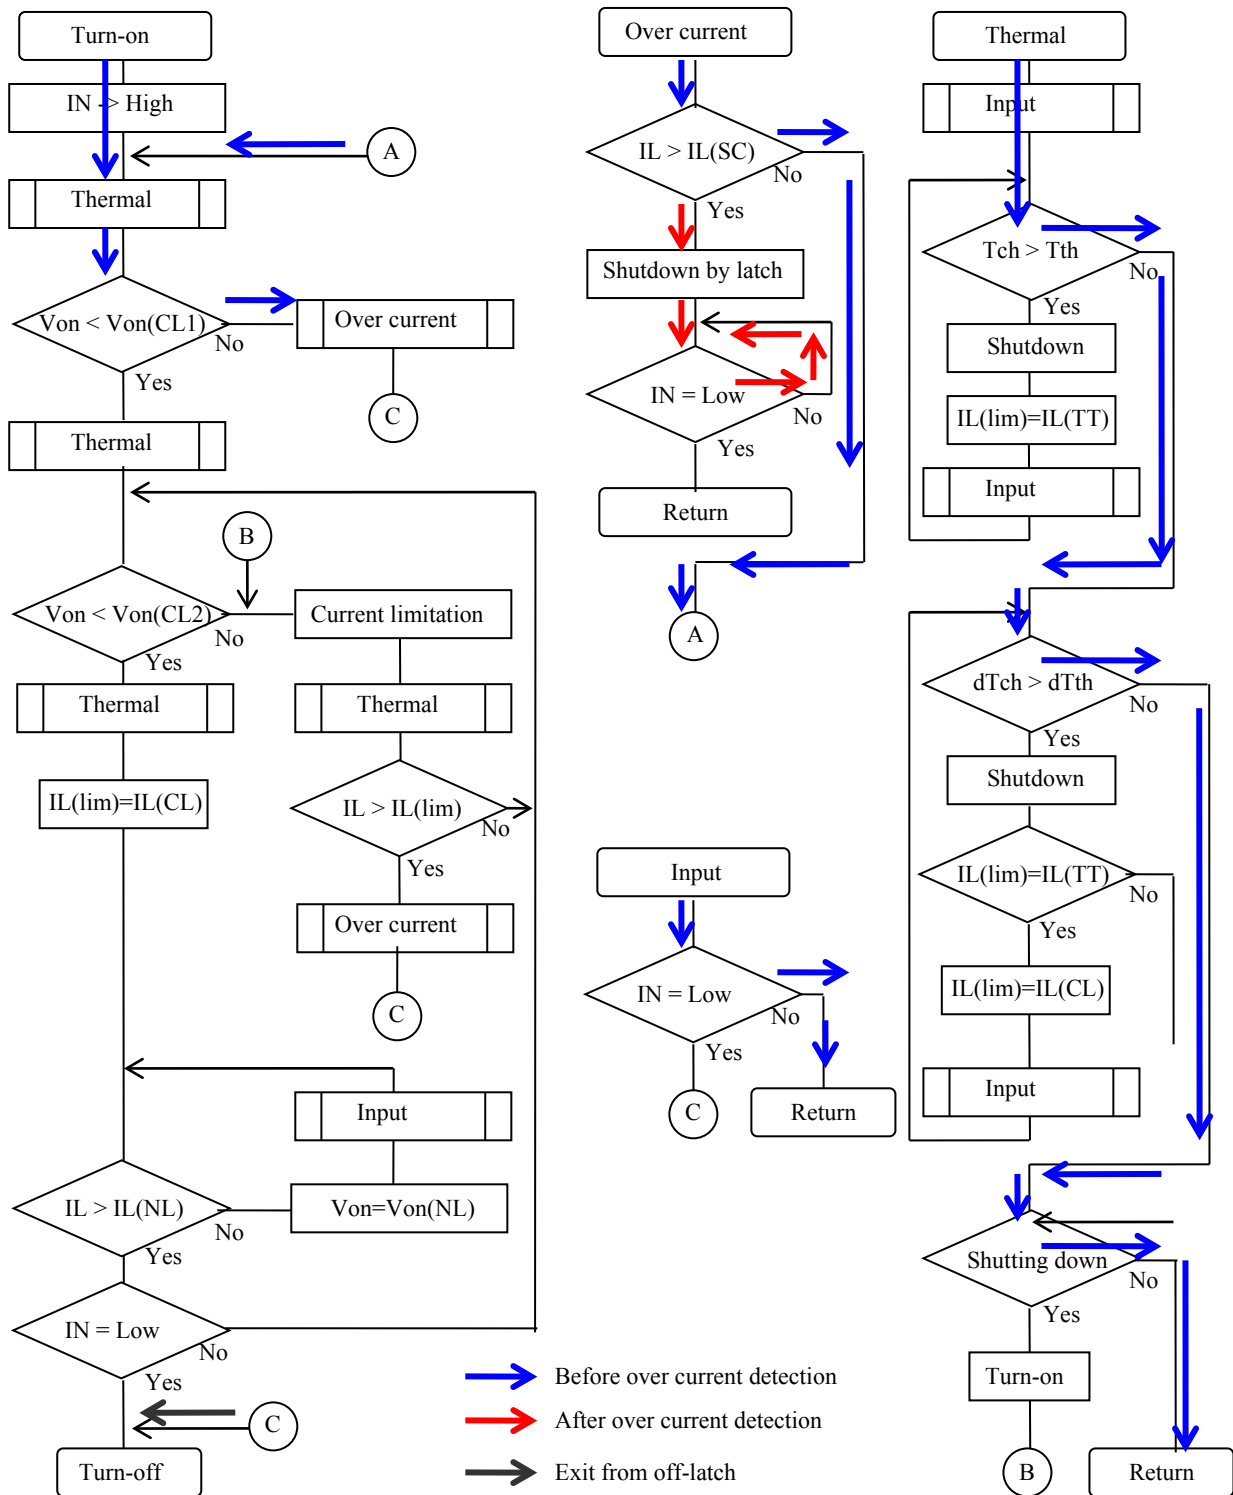 Turn-on
IN -> High
A
Thermal
Von < Von(CL1)
No
Yes
Over current
C
Thermal
B
Von < Von(CL2)
No
Yes
Current limitation
Thermal
Thermal
IL(lim)=IL(CL)
IL > IL(lim)
No
Yes
Over current
C
Input
Von=Von(NL)
IL > IL(NL)
No
Yes
IN = Low
No
Yes
C
Turn-off
Over current
IL > IL(SC)
No
Yes
Shutdown by latch
IN = Low
No
Yes
Return
A
Input
IN = Low
No
Yes
C
Return
Thermal
Input
Tch > Tth
No
Yes
Shutdown
IL(lim)=IL(TT)
Input
dTch > dTth
No
Yes
Shutdown
IL(lim)=IL(TT)
No
Yes
IL(lim)=IL(CL)
Input
Shutting down
No
Yes
Turn-on
B
Return
Before over current detection
After over current detection
Exit from off-latch